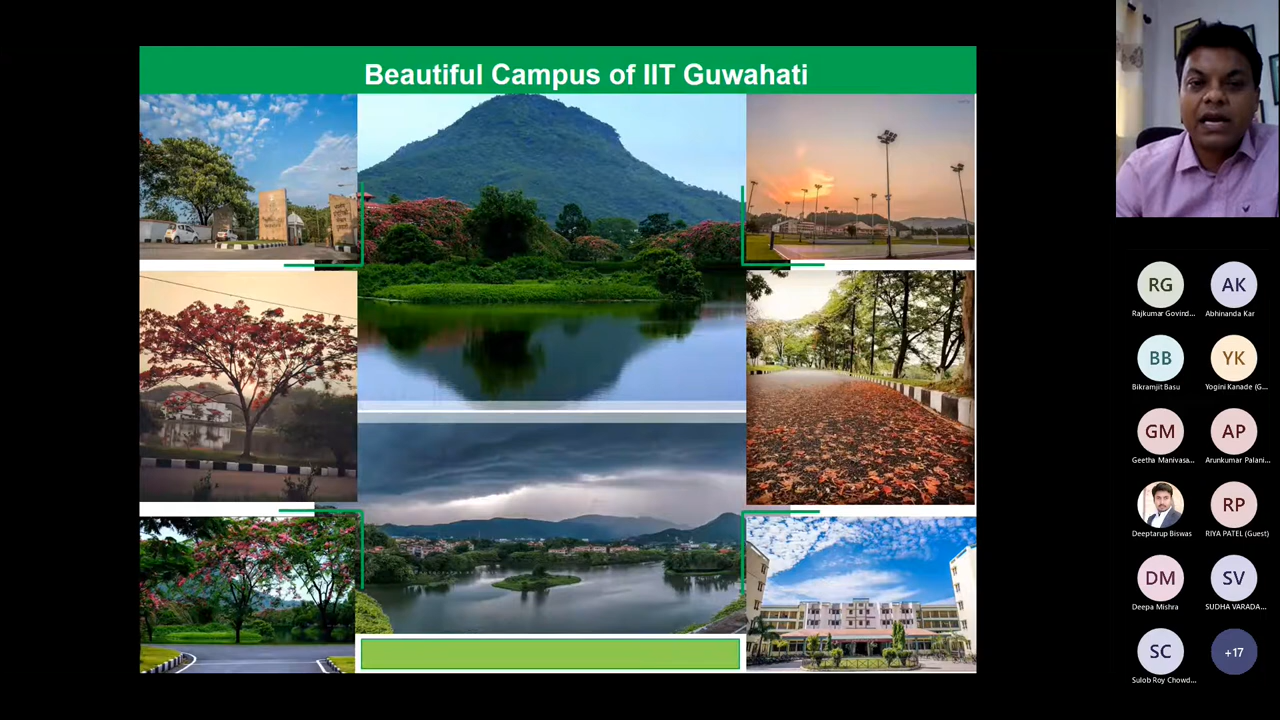 Beautiful Campus of IIT Guwahati
RG
AK
Rajkumar Govind...
Abhinanda Kar
BB
YK
Bikramjit Basu
Yogini Kanade (G...
GM
AP
Geetha Manivasa...
Arunkumar Palani...
RP
Deeptarup Biswas
RIYA PATEL (Guest)
DM
SV
Deepa Mishra
SUDHA VARADA...
SC
+17
Sulob Roy Chowd...